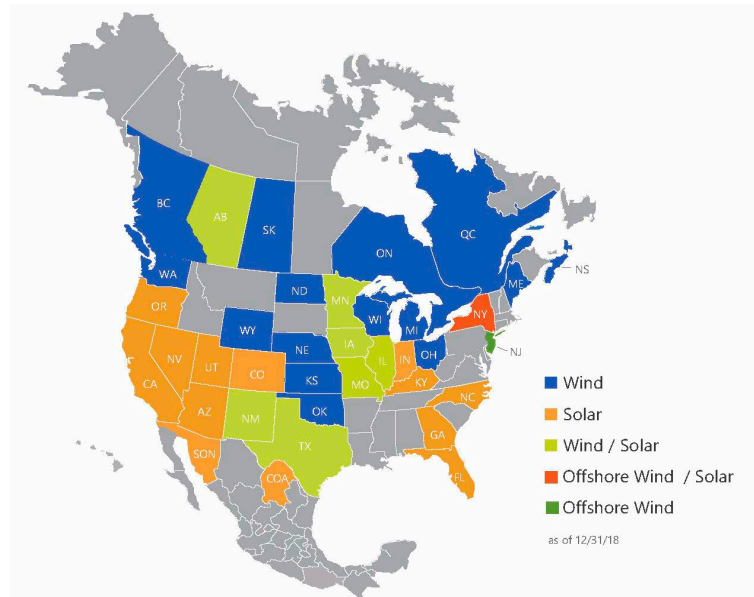 BC
AB
SK
ON
QC
NS
WA
ND
MN
ME
OR
WY
WI
MI
NY
NJ
NE
IA
NV
UT
CO
IL
IN
OH
CA
KS
MO
KY
AZ
NM
OK
NC
TX
GA
SON
COA
FL
Wind
Solar
Wind / Solar
Offshore Wind / Solar
Offshore Wind
as of 12/31/18